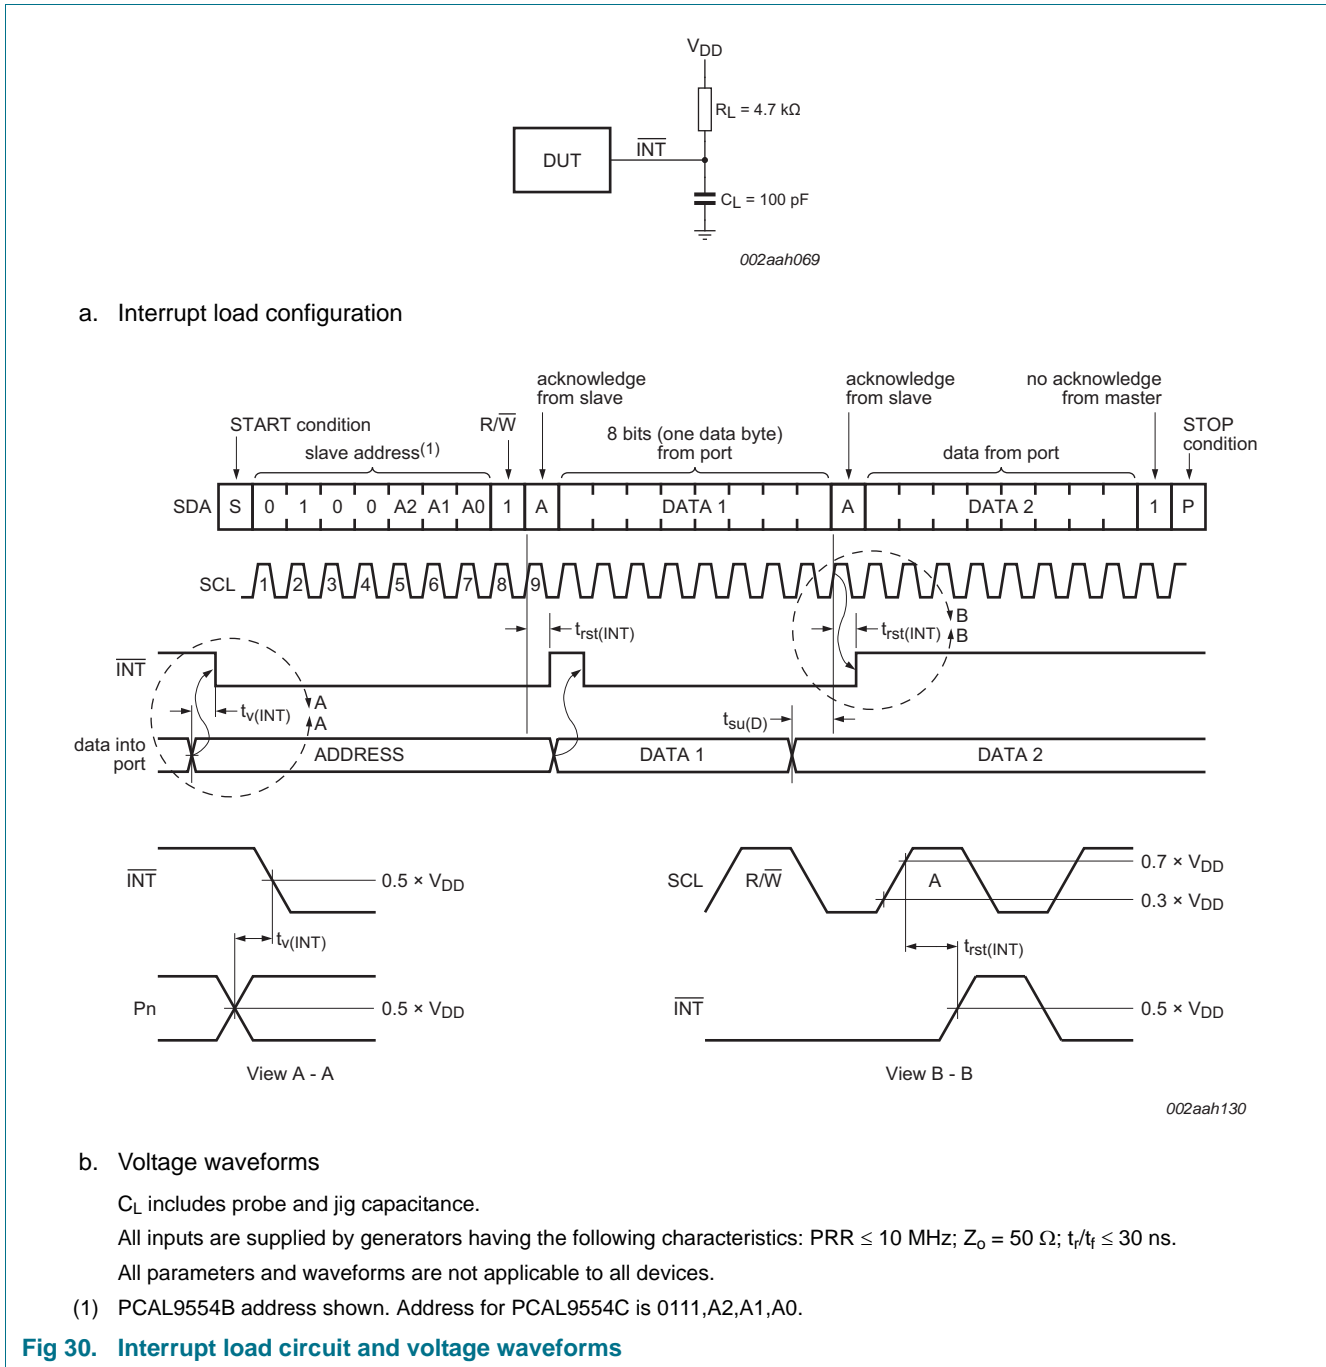 VDD
RL = 4.7 kΩ
DUT
INT
CL = 100 pF
002aah069
a. Interrupt load configuration
acknowledge
from slave
acknowledge
from slave
no acknowledge
from master
START condition
R/W
8 bits (one data byte)
from port
STOP
condition
slave address(1)
data from port
SDA S 0 1 0 0 A2 A1 A0 1 A DATA 1 A DATA 2 1 P
SCL 1 2 3 4 5 6 7 8 9
trst(INT)
trst(INT)
B
B
INT
tv(INT)
A
A
tsu(D)
data into
port
ADDRESS DATA 1 DATA 2
INT
0.5 × VDD
tv(INT)
Pn
0.5 × VDD
View A - A
SCL R/W A
0.7 × VDD
0.3 × VDD
trst(INT)
INT
0.5 × VDD
View B - B
002aah130
b. Voltage waveforms
CL includes probe and jig capacitance.
All inputs are supplied by generators having the following characteristics: PRR ≤ 10 MHz; Zo = 50 Ω; tr/tf ≤ 30 ns.
All parameters and waveforms are not applicable to all devices.
(1) PCAL9554B address shown. Address for PCAL9554C is 0111,A2,A1,A0.
Fig 30. Interrupt load circuit and voltage waveforms